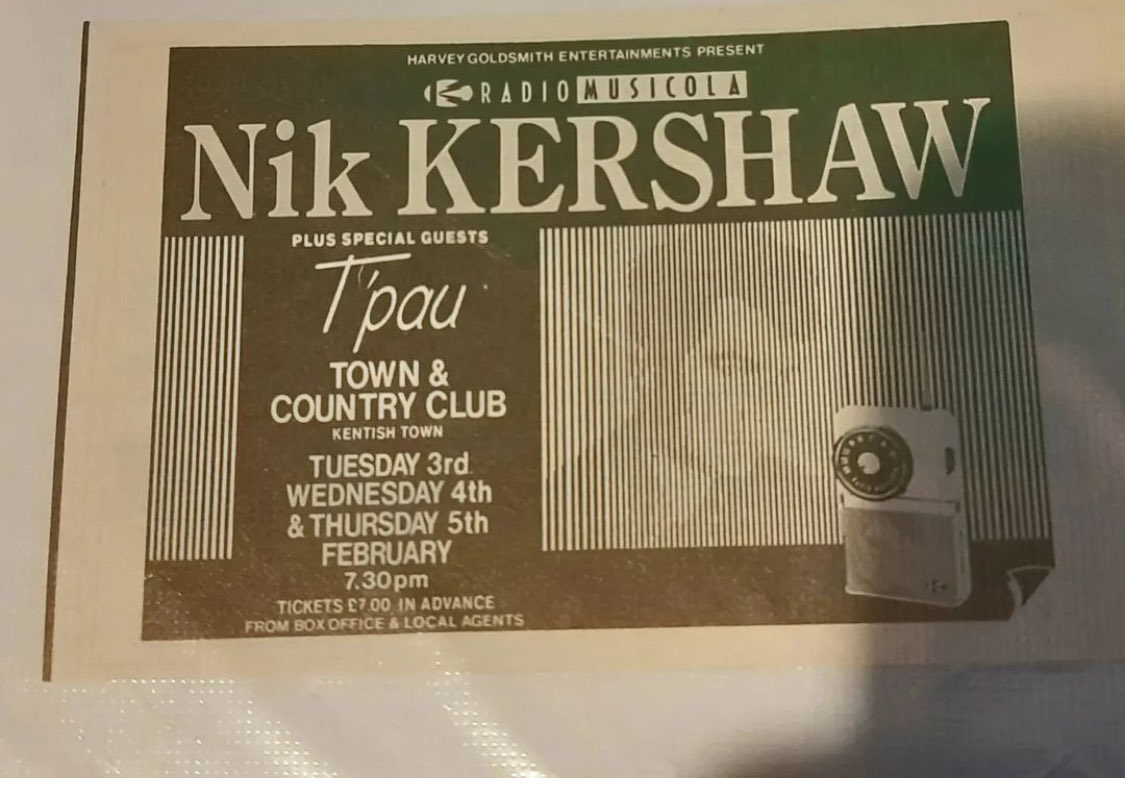 HARVEY GOLDSMITH ENTERTAINMENTS PRESENT
RADIO MUSICOLA
Nik KERSHAW
PLUS SPECIAL GUESTS
T'pau
TOWN &
COUNTRY CLUB
KENTISH TOWN
TUESDAY 3rd
WEDNESDAY 4th
& THURSDAY 5th
FEBRUARY
7.30pm
TICKETS £7.00 IN ADVANCE
FROM BOX OFFICE & LOCAL AGENTS